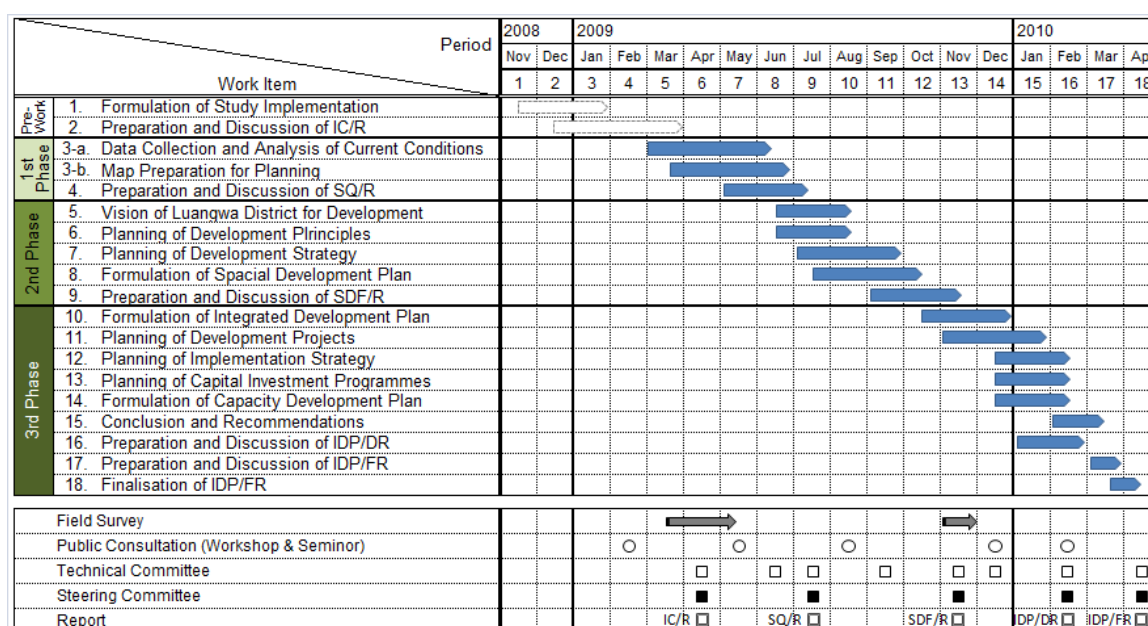 2008 2009 2010
Period
Nov Dec Jan Feb Mar Apr May Jun Jul Aug Sep Oct Nov Dec Jan Feb Mar
Work Item 1 2 3 4 5 6 7 8 9 10 11 12 13 14 15 16 17 18
Pre-Work
1. Formulation of Study Implementation
2. Preparation and Discussion of IC/R
1st Phase
3-a. Data Collection and Analysis of Current Conditions
3-b. Map Preparation for Planning
4. Preparation and Discussion of SQ/R
2nd Phase
5. Vision of Luangwa District for Development
6. Planning of Development Plrinciples
7. Planning of Development Strategy
8. Formulation of Spacial Development Plan
9. Preparation and Discussion of SDF/R
3rd Phase
10. Formulation of Integrated Development Plan
11. Planning of Development Projects
12. Planning of Implementation Strategy
13. Planning of Capital Investment Programmes
14. Formulation of Capacity Development Plan
15. Conclusion and Recommendations
16. Preparation and Discussion of IDP/DR
17. Preparation and Discussion of IDP/FR
18. Finalisation of IDP/FR
Field Survey
Public Consultation (Workshop & Seminor)
Technical Committee
Steering Committee
Report IC/R SQ/R SDF/R IDP/DR IDP/FR